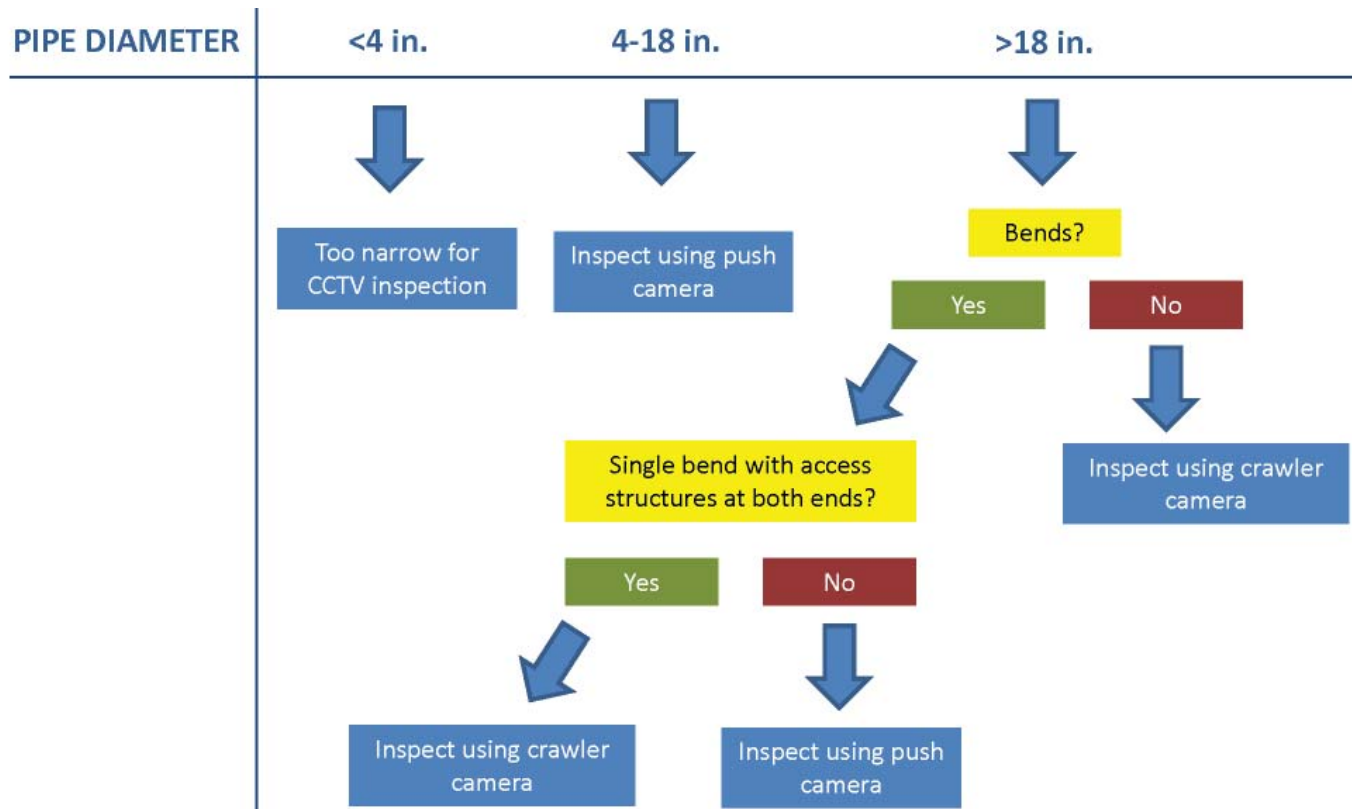 PIPE DIAMETER
<4 in.
4-18 in.
>18 in.
Too narrow for
CCTV inspection
Inspect using push
camera
Bends?
Yes
No
Single bend with access
structures at both ends?
Inspect using crawler
camera
Yes
No
Inspect using crawler
camera
Inspect using push
camera